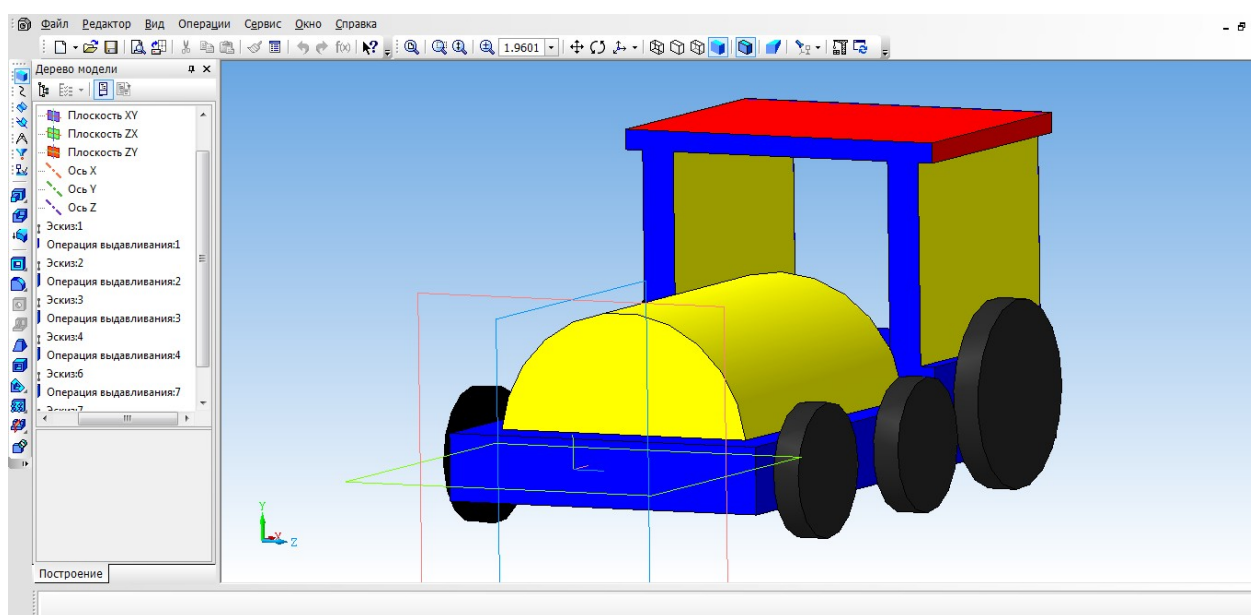 Файл Редактор Вид Операции Сервис Окно Справка
1.9601
Дерево модели
Плоскость XY
Плоскость ZX
Плоскость ZY
Ось X
Ось Y
Ось Z
Эскиз:1
Операция выдавливания:1
Эскиз:2
Операция выдавливания:2
Эскиз:3
Операция выдавливания:3
Эскиз:4
Операция выдавливания:4
Эскиз:6
Операция выдавливания:7
Эскиз:7
Y
X
Z
Построение